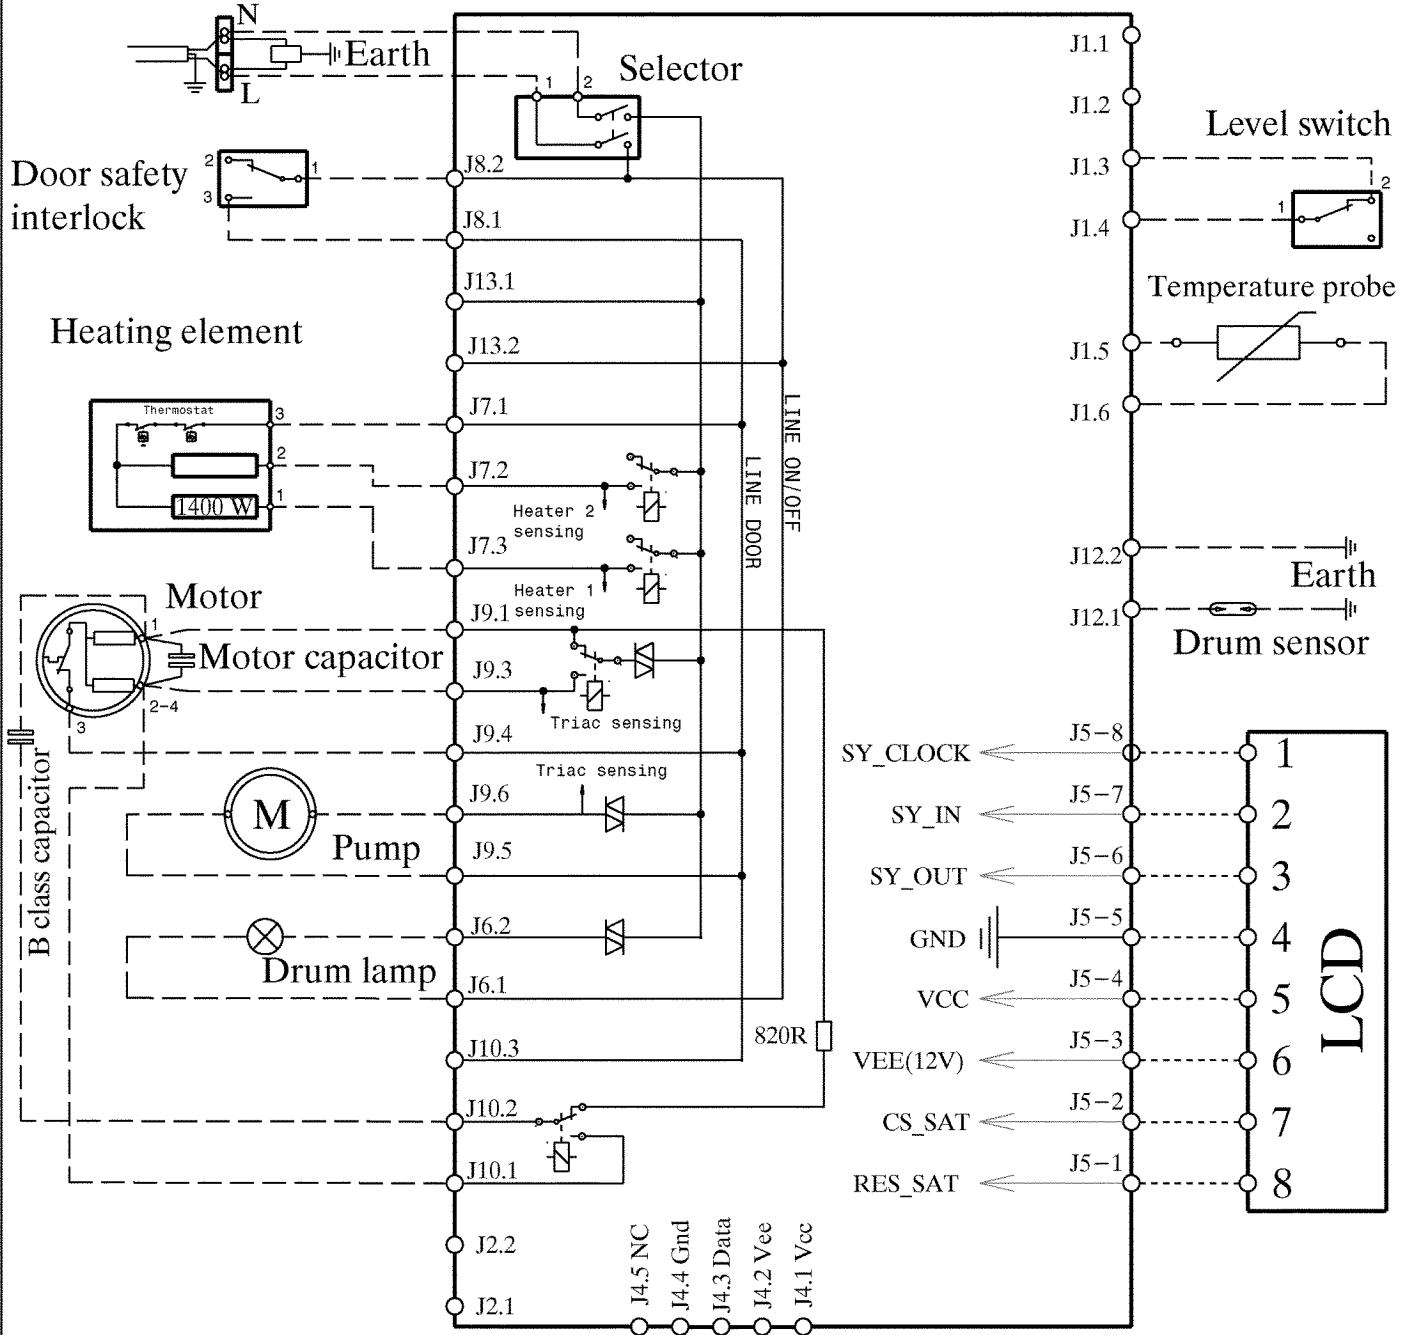 N
Earth
L
1 2
Selector
Door safety
interlock
2
1
3
J8.2
J8.1
J13.1
J13.2
Heating element
Thermostat
3
2
1400 W
1
J7.1
J7.2
Heater 2
sensing
J7.3
Heater 1
sensing
LINE ON/OFF
LINE DOOR
Motor
1
Motor capacitor
2-4
3
J9.1
J9.3
Triac sensing
J9.4
Triac sensing
J9.6
M
Pump
J9.5
B class capacitor
J6.2
Drum lamp
J6.1
820R
J10.3
J10.2
J10.1
J2.2
J2.1
J4.5 NC
J4.4 Gnd
J4.3 Data
J4.2 Vee
J4.1 Vcc
J1.1
J1.2
Level switch
J1.3
2
1
J1.4
Temperature probe
J1.5
J1.6
J12.2
Earth
J12.1
Drum sensor
SY_CLOCK J5-8 1
SY_IN J5-7 2
SY_OUT J5-6 3
GND J5-5 4
VCC J5-4 5
VEE(12V) J5-3 6
CS_SAT J5-2 7
RES_SAT J5-1 8
LCD